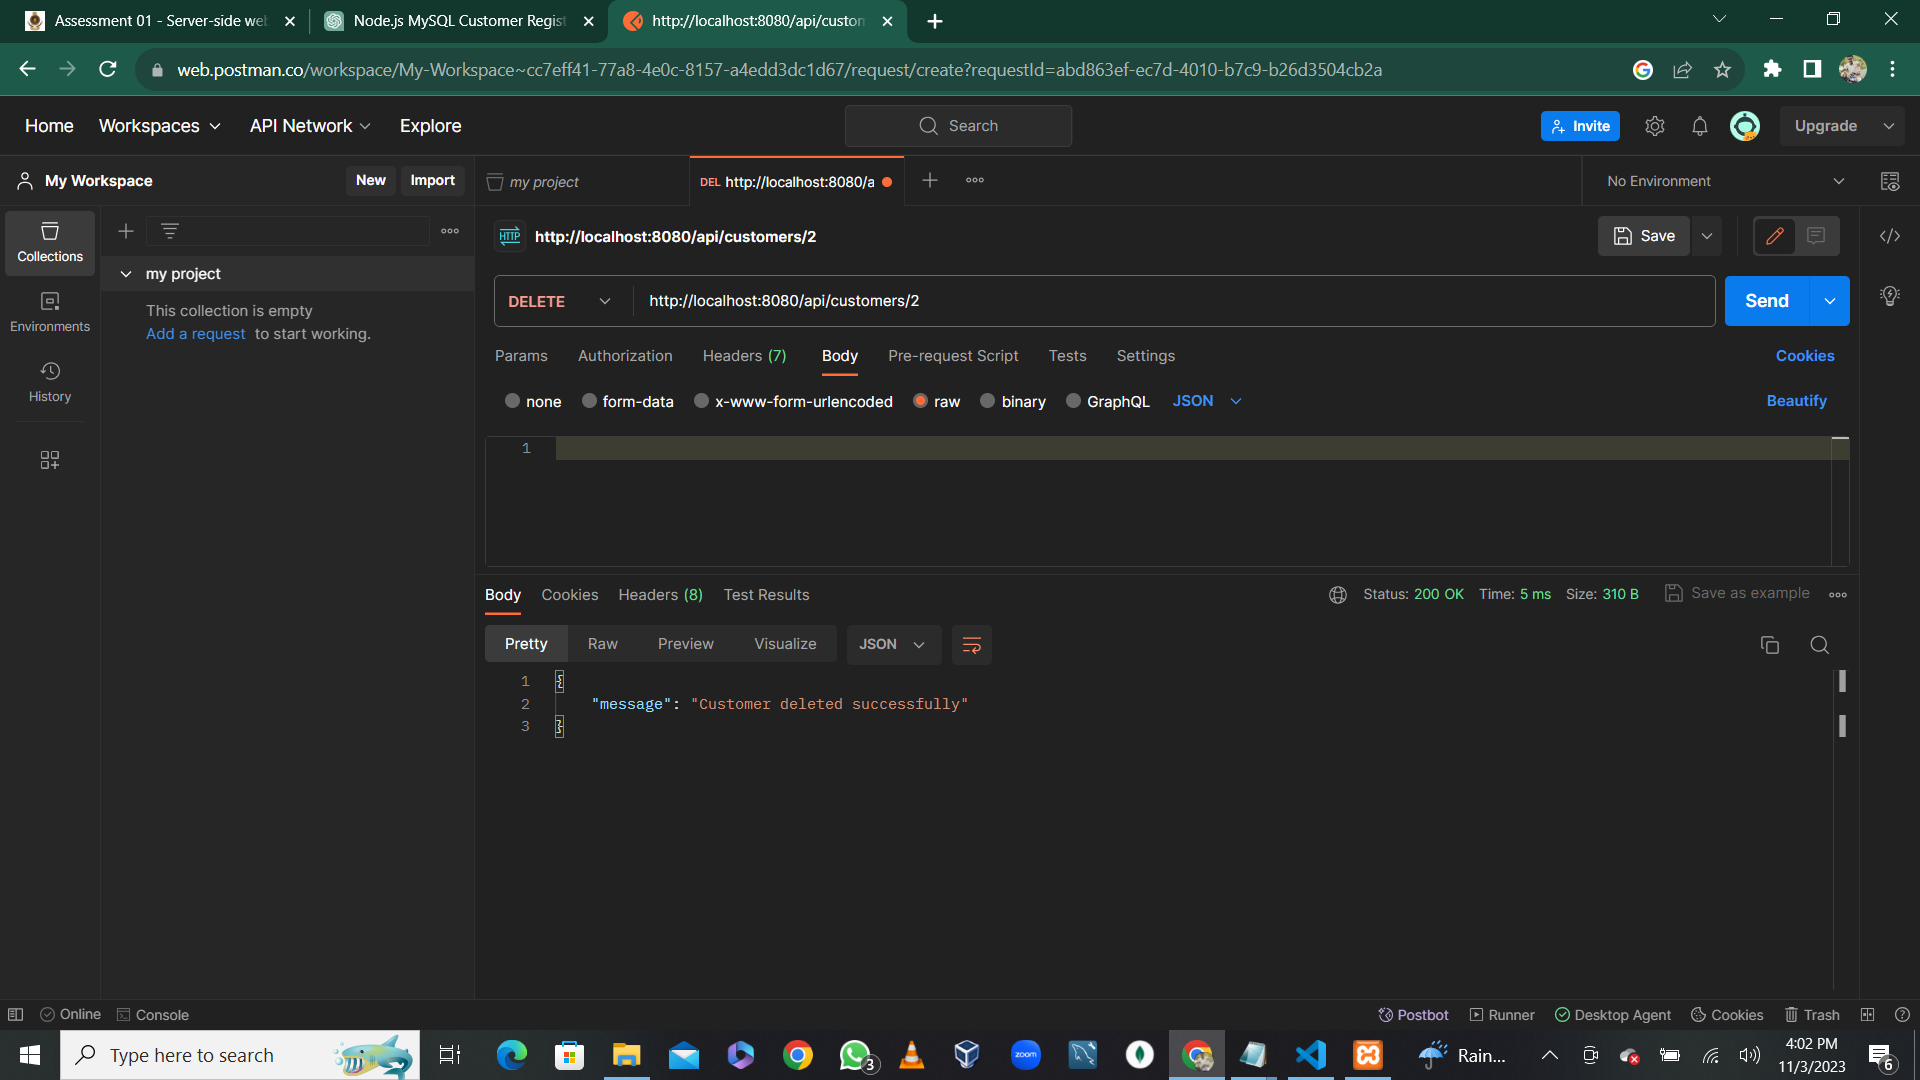 Assessment 01 - Server-side we
Node.js MySQL Customer Regist
http://localhost:8080/api/custom
web.postman.co/workspace/My-Workspace~cc7eff41-77a8-4e0c-8157-a4edd3dc1d67/request/create?requestId=abd863ef-ec7d-4010-b7c9-b26d3504cb2a
Home Workspaces API Network Explore
Search
Invite
Upgrade
My Workspace
New Import
my project
DEL http://localhost:8080/a
No Environment
Collections
HTTP http://localhost:8080/api/customers/2
Save
my project
This collection is empty
Add a request to start working.
Environments
History
DELETE http://localhost:8080/api/customers/2
Send
Params Authorization Headers (7) Body Pre-request Script Tests Settings
Cookies
none form-data x-www-form-urlencoded raw binary GraphQL JSON
Beautify
1
Body Cookies Headers (8) Test Results
Status: 200 OK Time: 5 ms Size: 310 B Save as example
Pretty Raw Preview Visualize JSON
1 {
2 "message": "Customer deleted successfully"
3 }
Online Console
Postbot Runner Desktop Agent Cookies Trash
Type here to search
3
zoom
Rain...
4:02 PM
11/3/2023
6